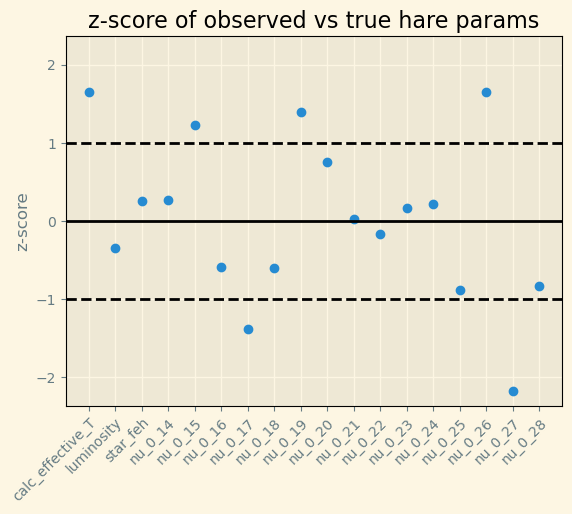 z-score of observed vs true hare params
z-score
2
1
0
−1
−2
calc_effective_T
luminosity
star_feh
nu_0_14
nu_0_15
nu_0_16
nu_0_17
nu_0_18
nu_0_19
nu_0_20
nu_0_21
nu_0_22
nu_0_23
nu_0_24
nu_0_25
nu_0_26
nu_0_27
nu_0_28